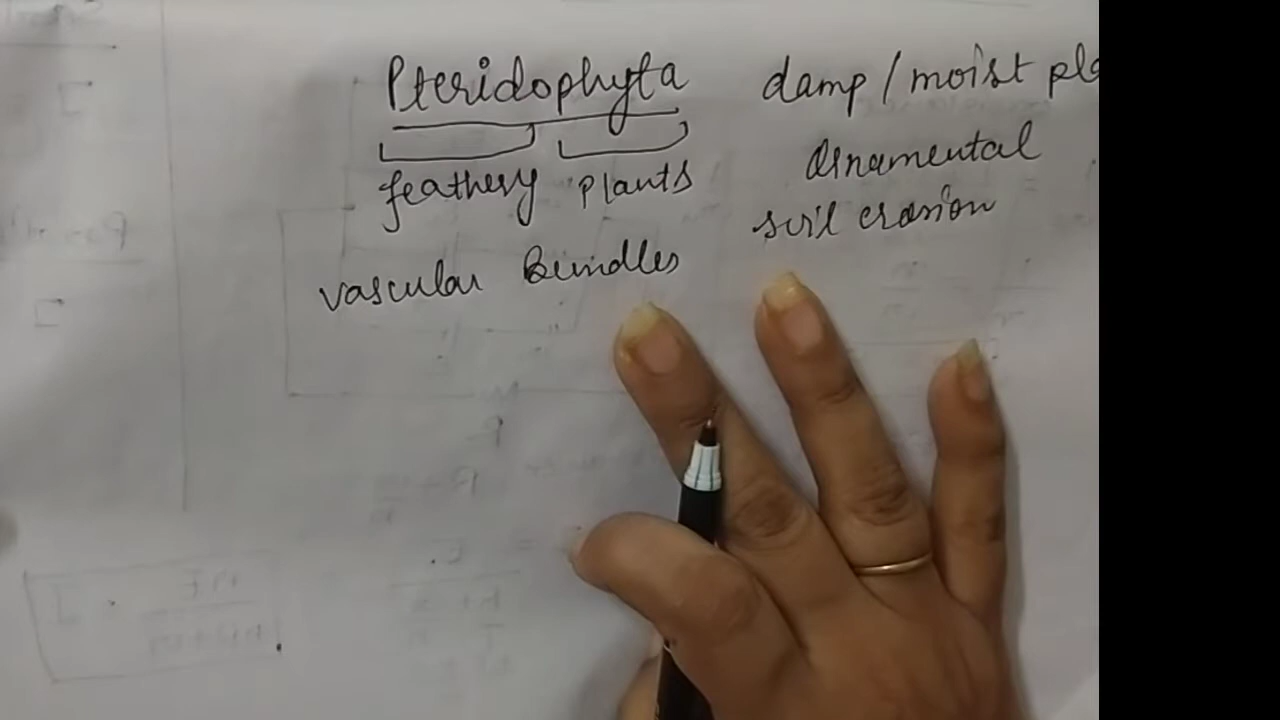 Pteridophyta damp / moist
feathery plants Ornamental
soil erosion
vascular Bundles